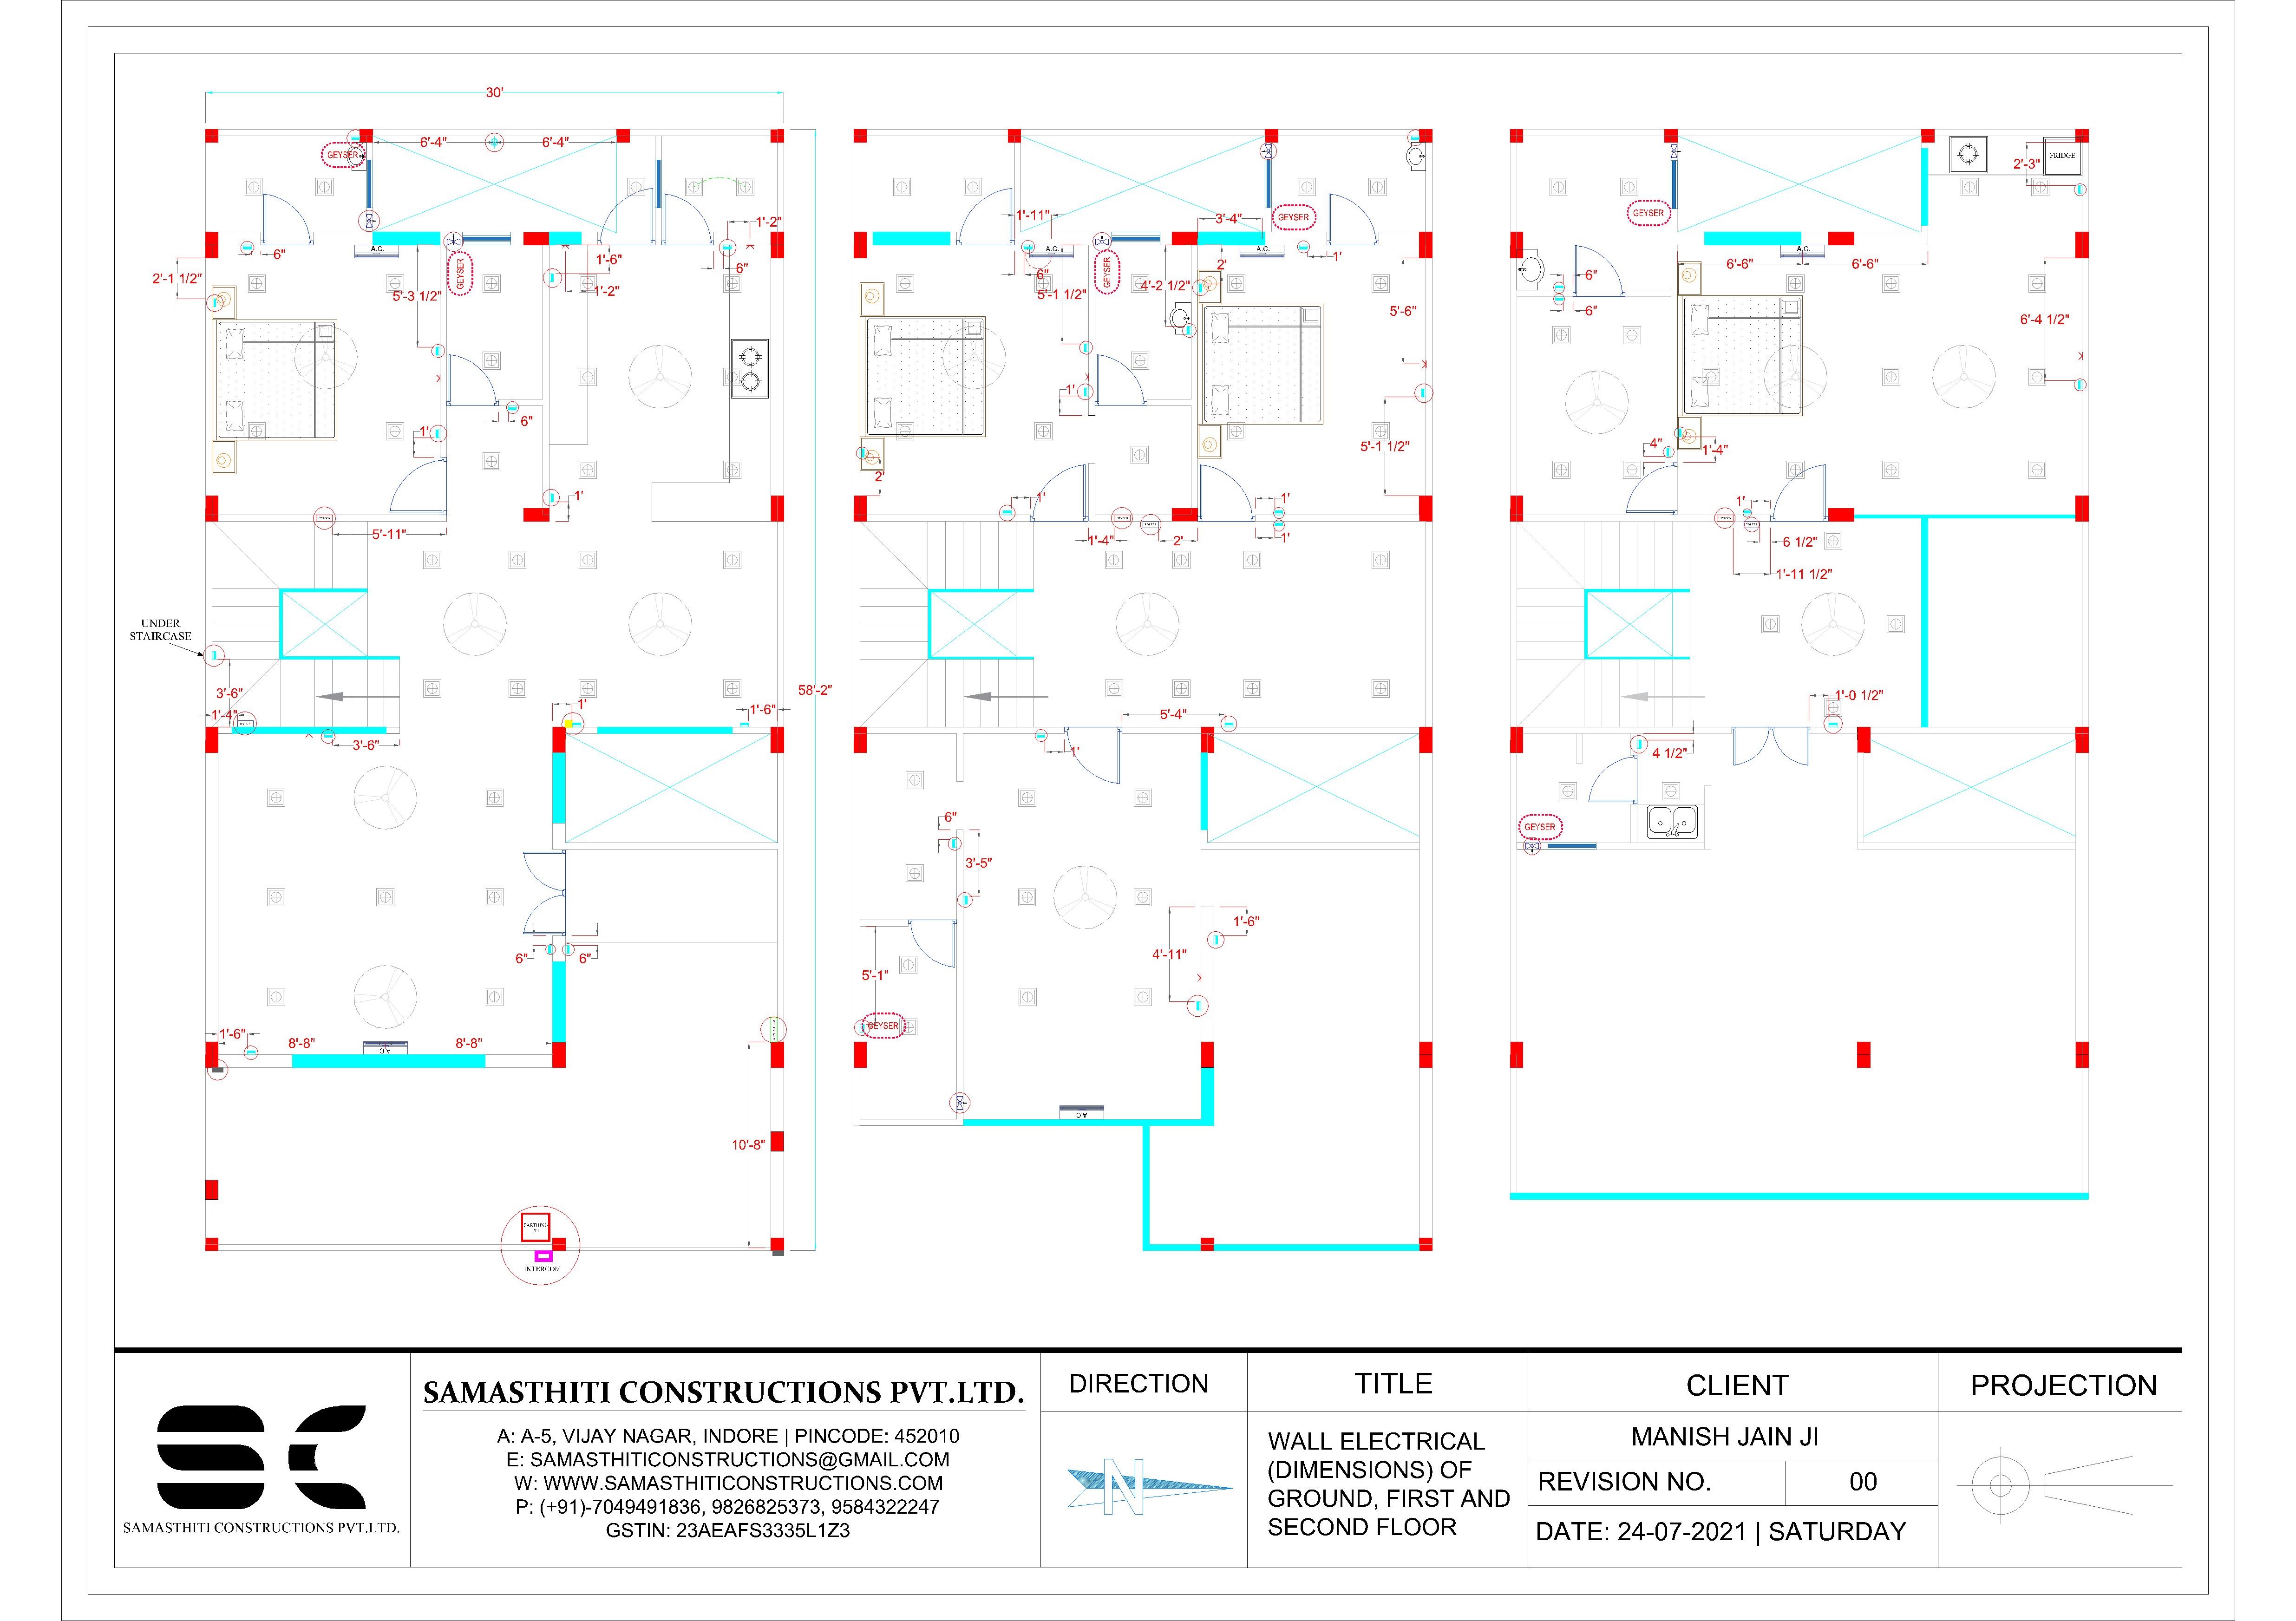 30'
6'-4"
6'-4"
GEYSER
1'-2"
A.C.
6"
GEYSER
1'-6"
6"
2'-1 1/2"
5'-3 1/2"
1'-2"
1'
6"
1'
5'-11"
UNDER
STAIRCASE
3'-6"
58'-2"
1'-4"
1'
1'-6"
3'-6"
6"
6"
1'-6"
8'-8"
8'-8"
A.C
10'-8"
EARTHING
PIT
INTERCOM
1'-11"
3'-4"
GEYSER
A.C.
A.C.
1'
6"
GEYSER
2'
5'-1 1/2"
4'-2 1/2"
5'-6"
1'
5'-1 1/2"
2'
1'
1'
1'-4"
2'
1'
5'-4"
1'
6"
3'-5"
1'-6"
4'-11"
5'-1"
GEYSER
A.C
FRIDGE
2'-3"
GEYSER
A.C.
6'-6"
6'-6"
6"
6"
6'-4 1/2"
4"
1'-4"
1'
6 1/2"
1'-11 1/2"
1'-0 1/2"
4 1/2"
GEYSER
SC
SAMASTHITI CONSTRUCTIONS PVT.LTD.
SAMASTHITI CONSTRUCTIONS PVT.LTD.
A: A-5, VIJAY NAGAR, INDORE | PINCODE: 452010
E: SAMASTHITICONSTRUCTIONS@GMAIL.COM
W: WWW.SAMASTHITICONSTRUCTIONS.COM
P: (+91)-7049491836, 9826825373, 9584322247
GSTIN: 23AEAFS3335L1Z3
DIRECTION
N
TITLE
WALL ELECTRICAL
(DIMENSIONS) OF
GROUND, FIRST AND
SECOND FLOOR
CLIENT
MANISH JAIN JI
REVISION NO. 00
DATE: 24-07-2021 | SATURDAY
PROJECTION